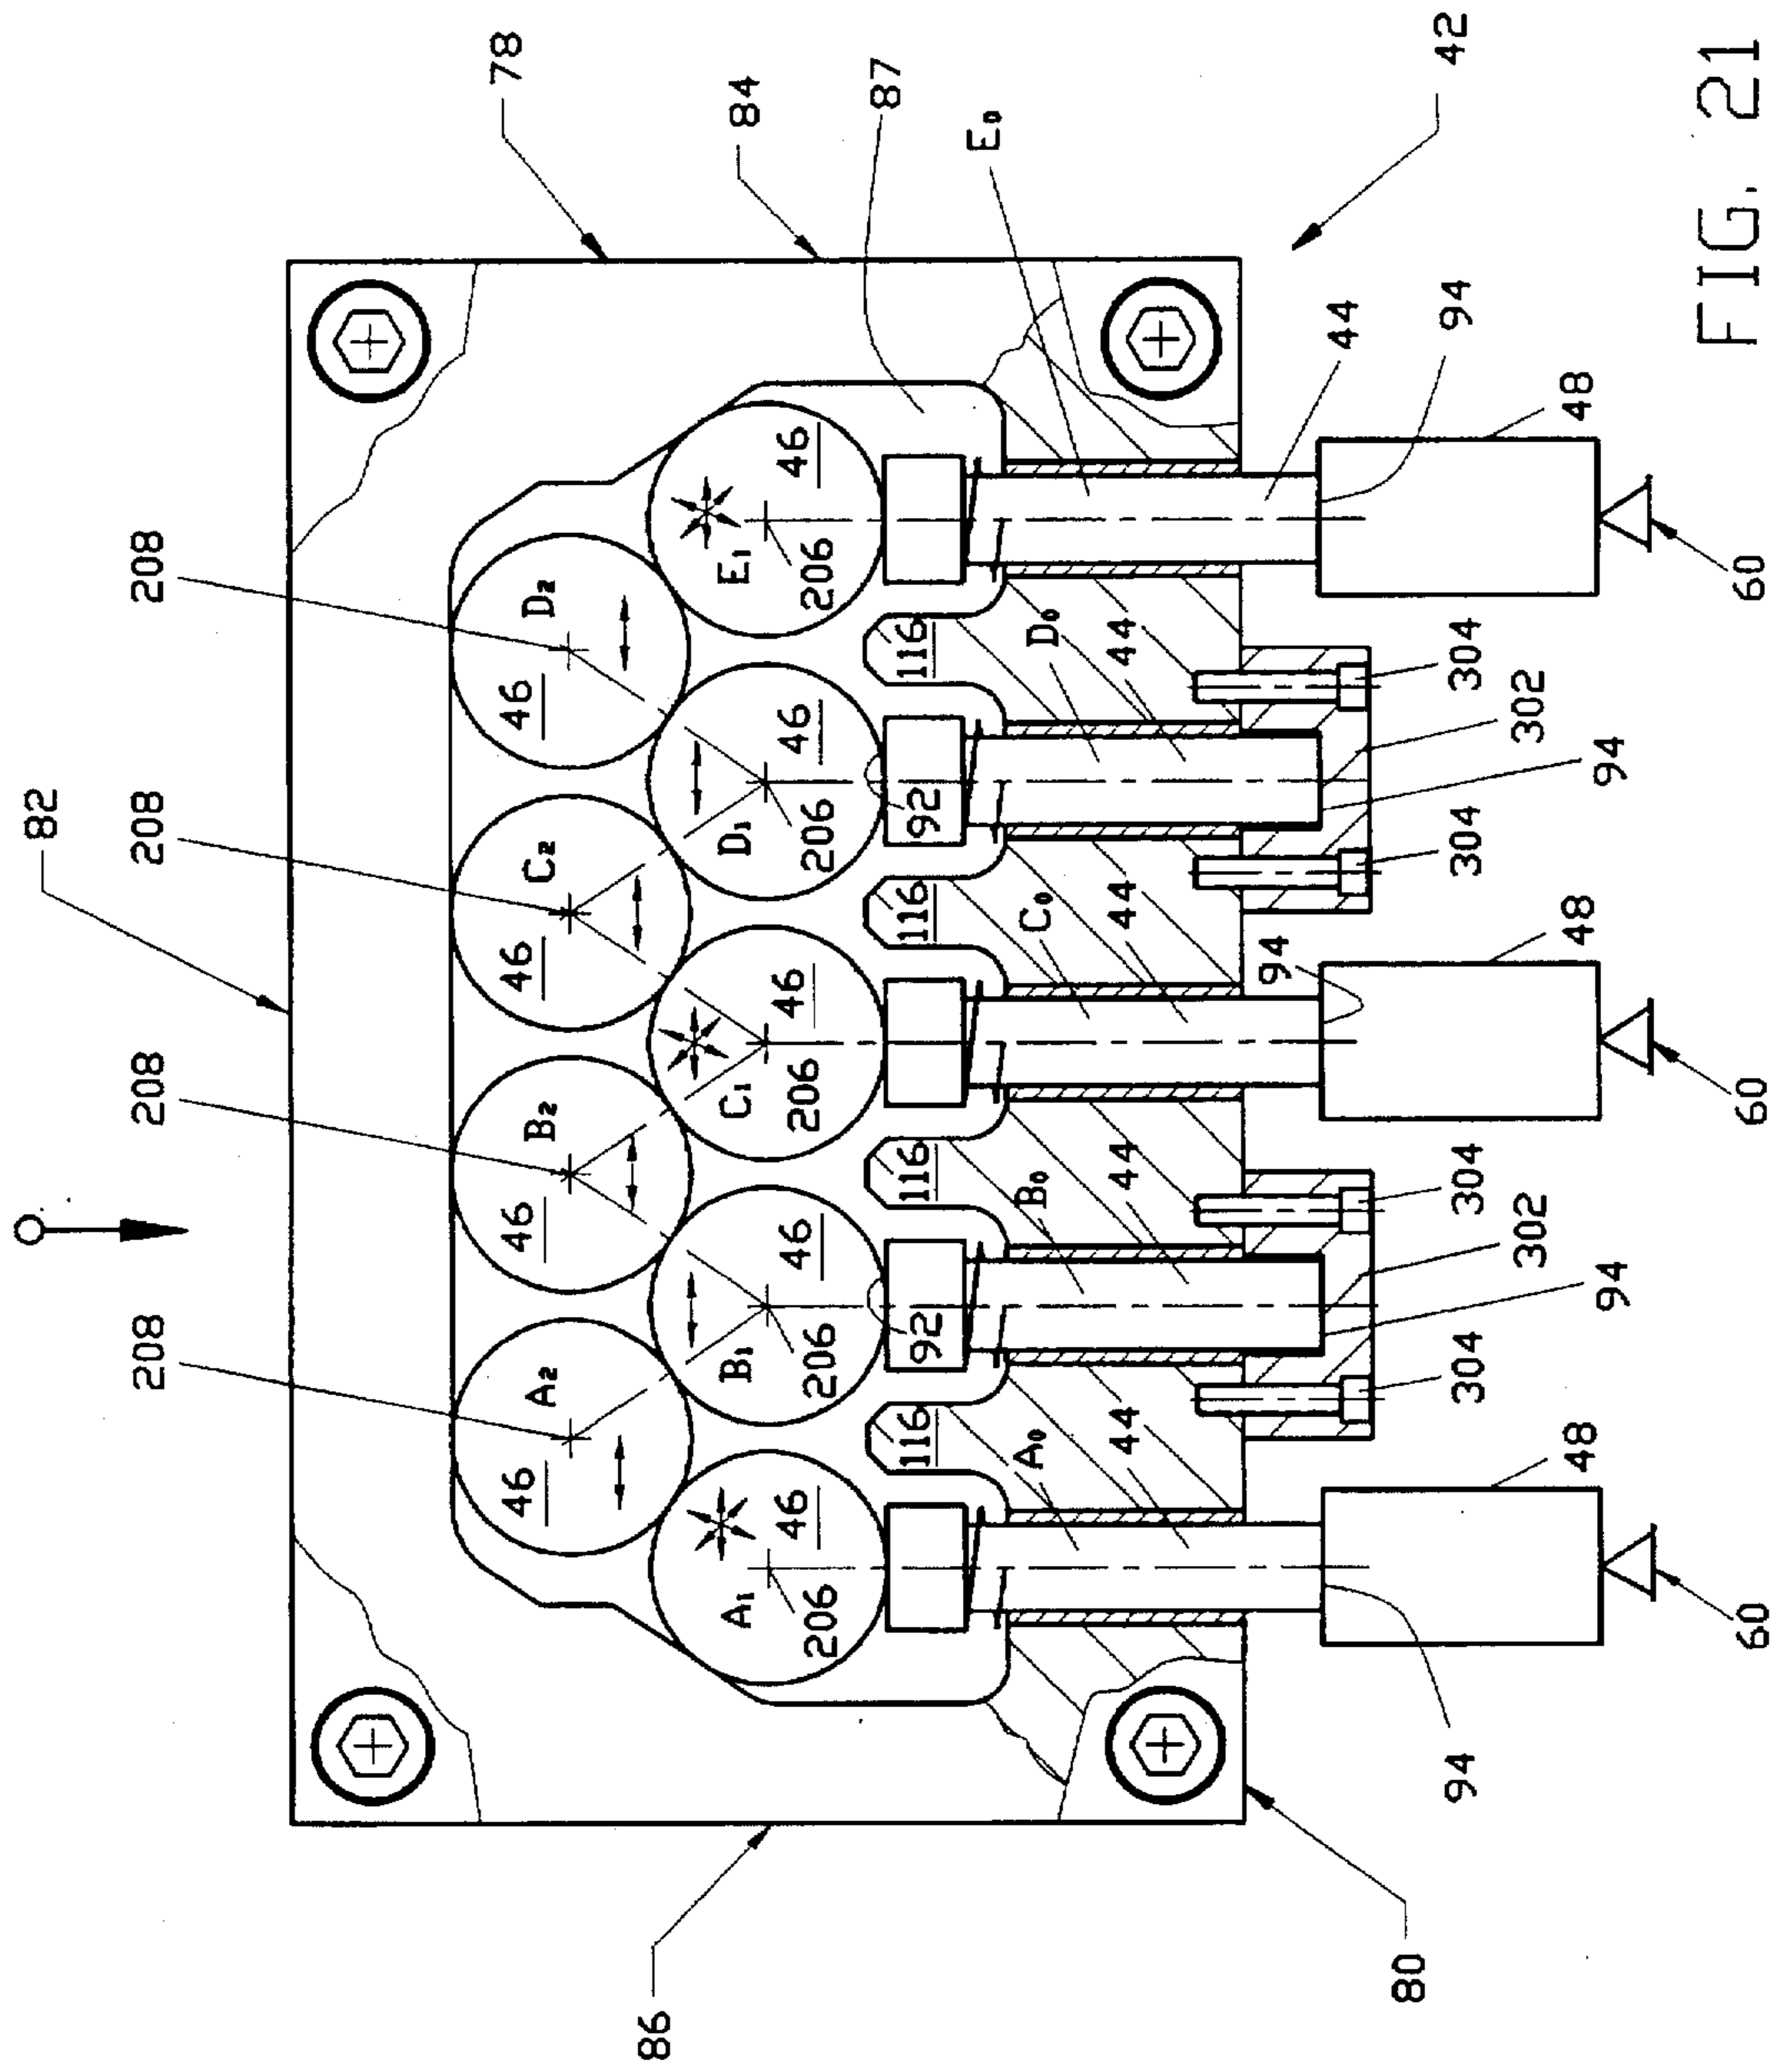 82
208 208 208 208
78
46 A₂ 46 B₂ 46 C₂ 46 D₂
86
A₁ B₁ C₁ D₁ E₁
84
46 46 46 46 46
206 206 206 206 206
87
116 92 116 116 92 116
E₀
A₀ B₀ C₀ D₀
44 44 44 44
94
44
80
42
94 304 304 304 304 94
302 302
48 48 48
94 94
60 60 60
FIG. 21